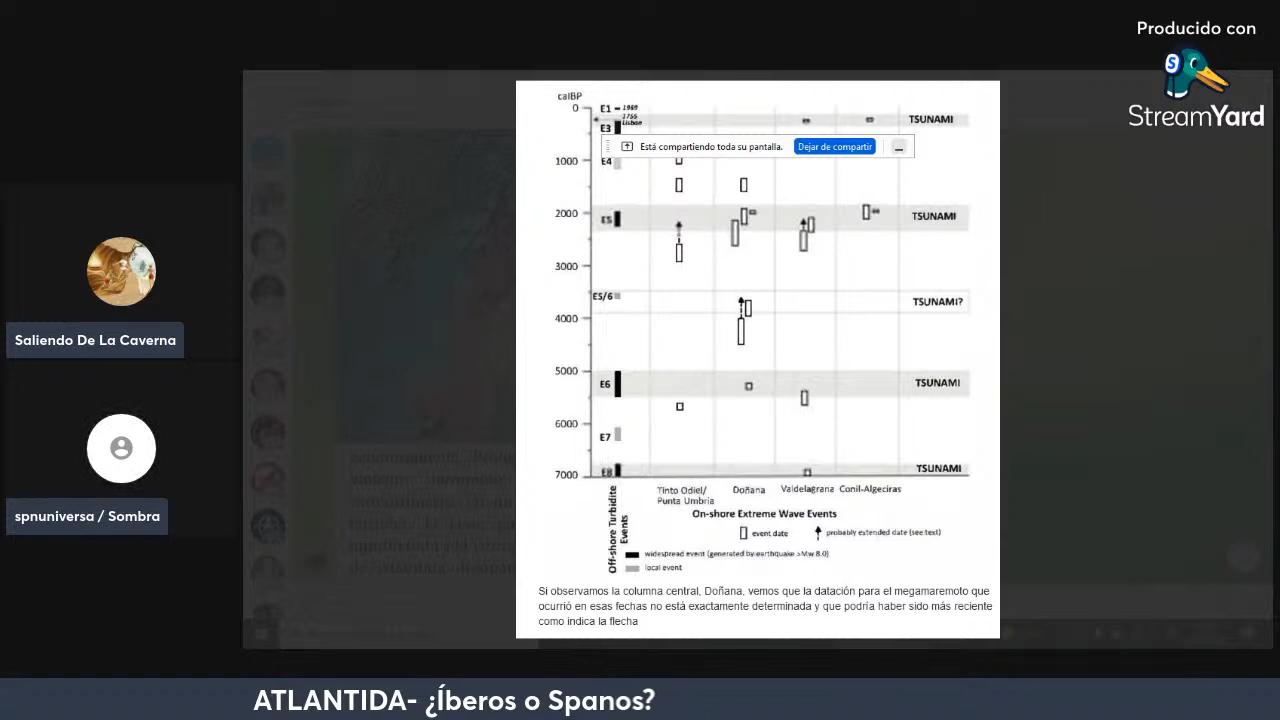 Producido con
StreamYard
calBP
0
E1
1969
1755
Lisbon
E3
TSUNAMI
Está compartiendo toda su pantalla.
Dejar de compartir
E4
1000
2000
E5
TSUNAMI
3000
E5/6
TSUNAMI?
4000
5000
E6
TSUNAMI
6000
E7
7000
E8
TSUNAMI
Tinto Odiel/
Punta Umbria
Doñana
Valdelagrana
Conil-Algeciras
Off-shore Turbidite
Events
On-shore Extreme Wave Events
event date
probably extended date (see text)
widespread event (generated by earthquake >Mw 8.0)
local event
Si observamos la columna central, Doñana, vemos que la datación para el megamaremoto que
ocurrió en esas fechas no está exactamente determinada y que podría haber sido más reciente
como indica la flecha
Saliendo De La Caverna
spnuniversa / Sombra
ATLANTIDA- ¿Íberos o Spanos?